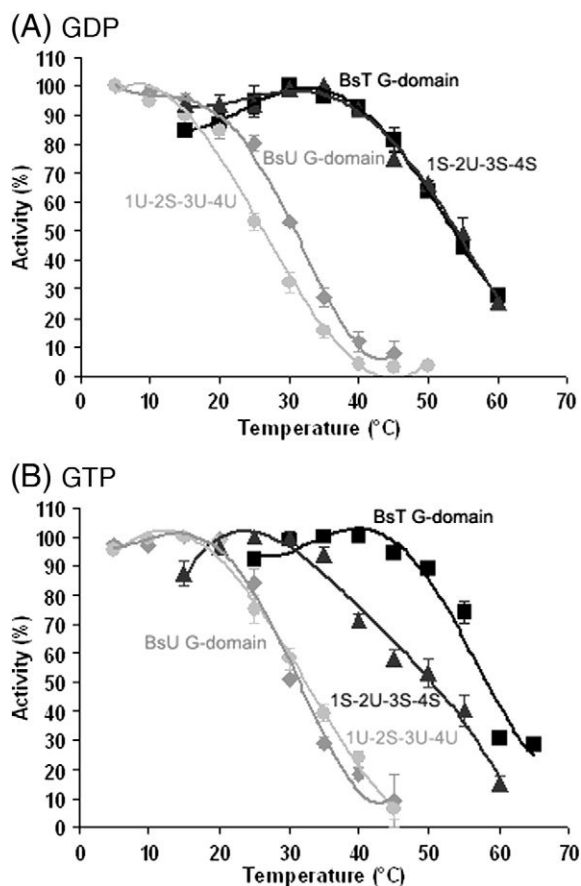 (A) GDP
110
100
90
80
70
60
50
40
30
20
10
0
Activity (%)
BsT G-domain
BsU G-domain
1S-2U-3S-4S
1U-2S-3U-4U
0 10 20 30 40 50 60 70
Temperature (°C)
(B) GTP
110
100
90
80
70
60
50
40
30
20
10
0
Activity (%)
BsT G-domain
BsU G-domain
1S-2U-3S-4S
1U-2S-3U-4U
0 10 20 30 40 50 60 70
Temperature (°C)